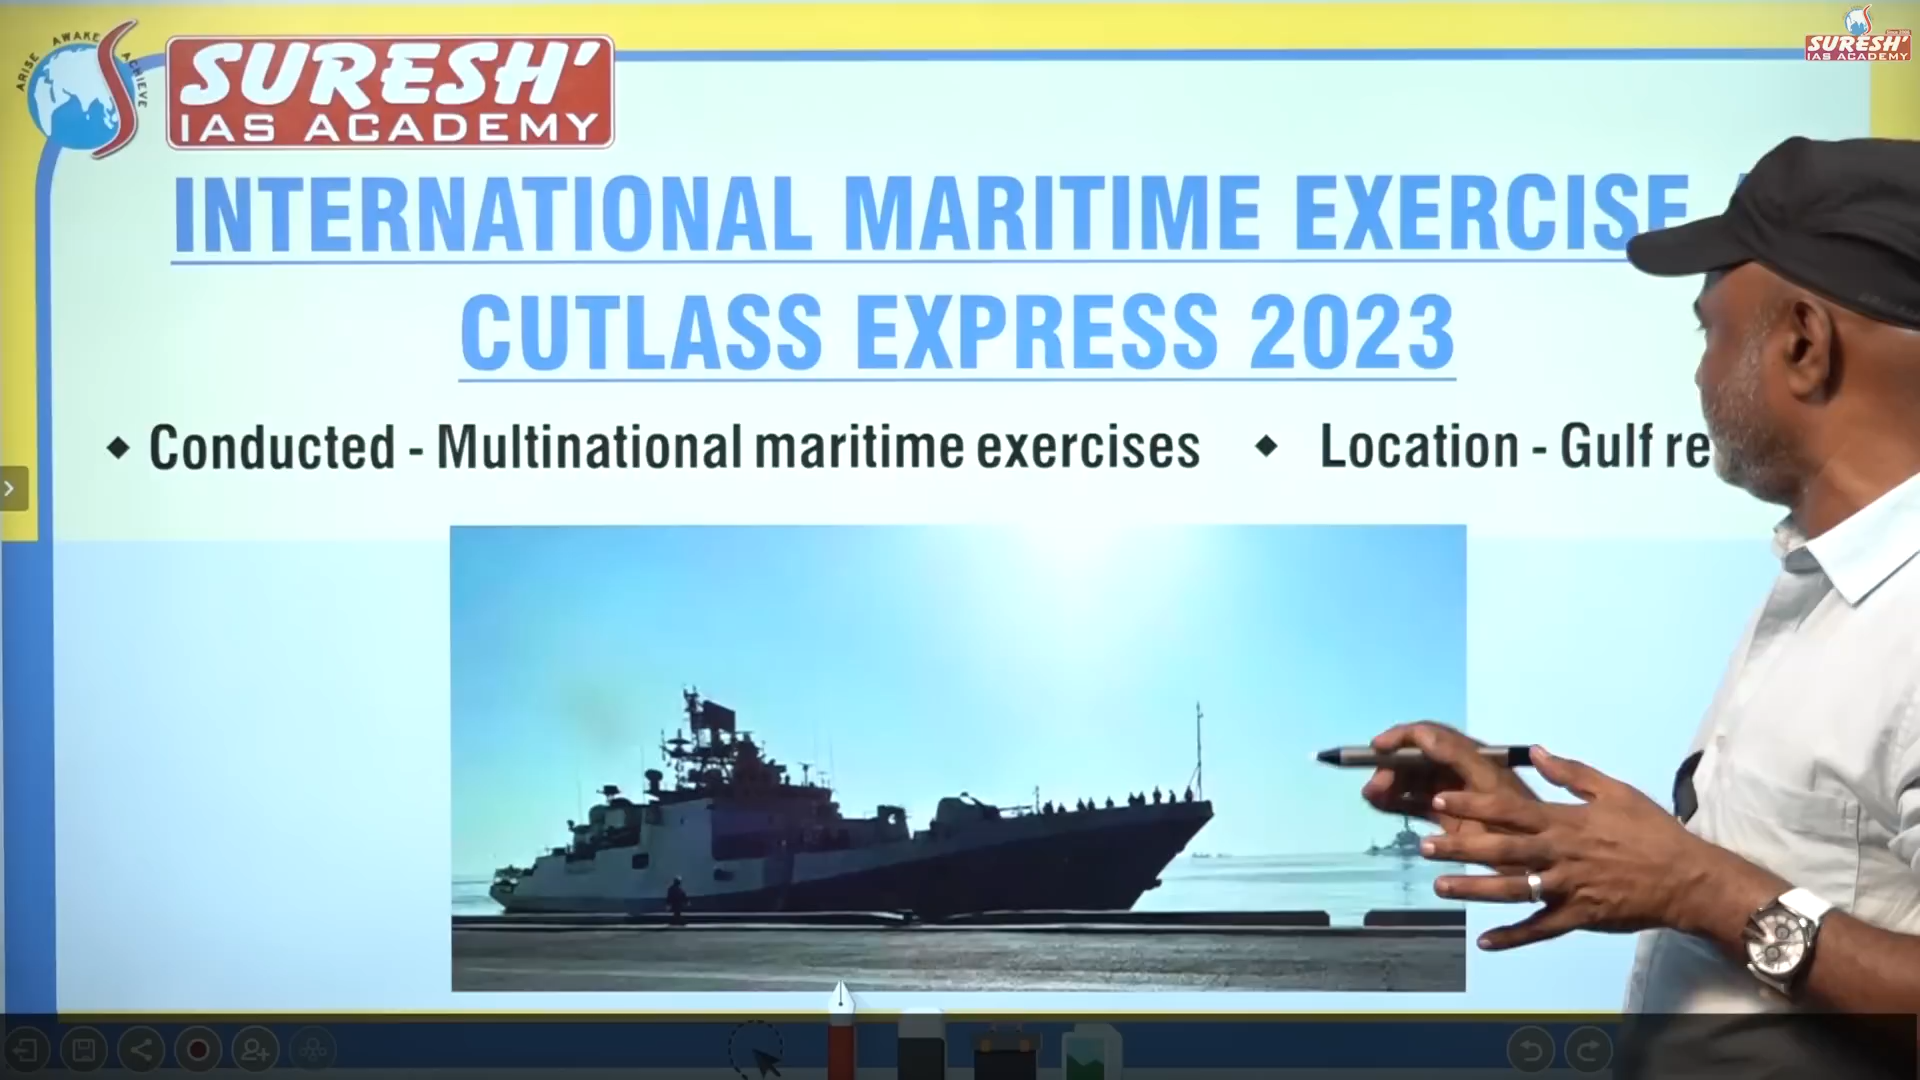 ARISE AWAKE ACHIEVE
SURESH'
IAS ACADEMY
SURESH'
IAS ACADEMY
INTERNATIONAL MARITIME EXERCISE
CUTLASS EXPRESS 2023
◆ Conducted - Multinational maritime exercises ◆ Location - Gulf re